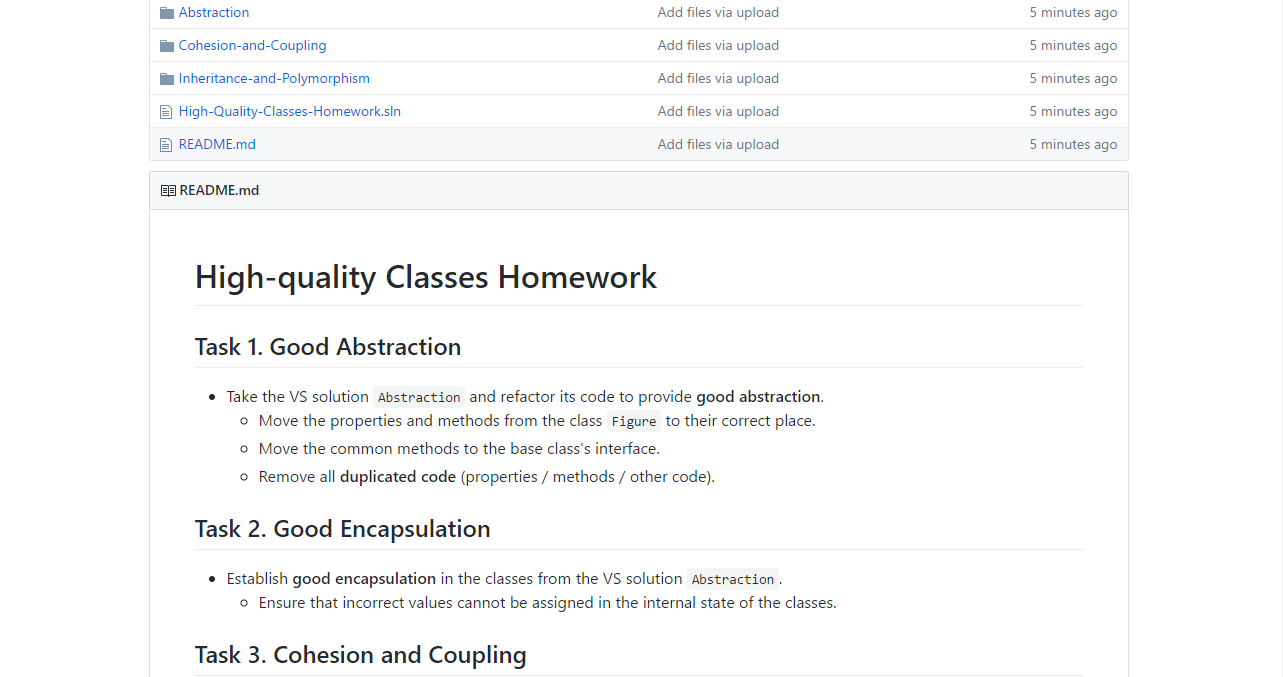 Abstraction Add files via upload 5 minutes ago
Cohesion-and-Coupling Add files via upload 5 minutes ago
Inheritance-and-Polymorphism Add files via upload 5 minutes ago
High-Quality-Classes-Homework.sln Add files via upload 5 minutes ago
README.md Add files via upload 5 minutes ago
README.md
High-quality Classes Homework
Task 1. Good Abstraction
Take the VS solution Abstraction and refactor its code to provide good abstraction.
Move the properties and methods from the class Figure to their correct place.
Move the common methods to the base class's interface.
Remove all duplicated code (properties / methods / other code).
Task 2. Good Encapsulation
Establish good encapsulation in the classes from the VS solution Abstraction.
Ensure that incorrect values cannot be assigned in the internal state of the classes.
Task 3. Cohesion and Coupling